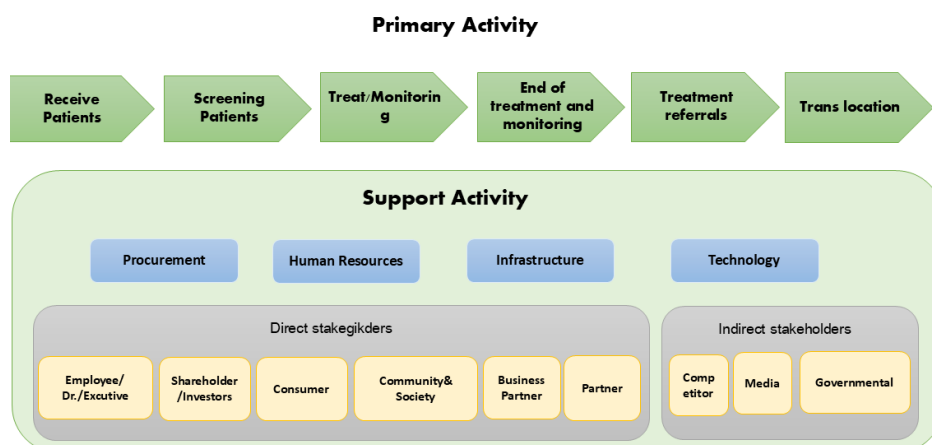 Primary Activity
Receive
Patients
Screening
Patients
Treat/Monitorin
g
End of
treatment and
monitoring
Treatment
referrals
Trans location
Support Activity
Procurement
Human Resources
Infrastructure
Technology
Direct stakegikders
Employee/
Dr./Excutive
Shareholder
/Investors
Consumer
Community&
Society
Business
Partner
Partner
Indirect stakeholders
Comp
etitor
Media
Governmental